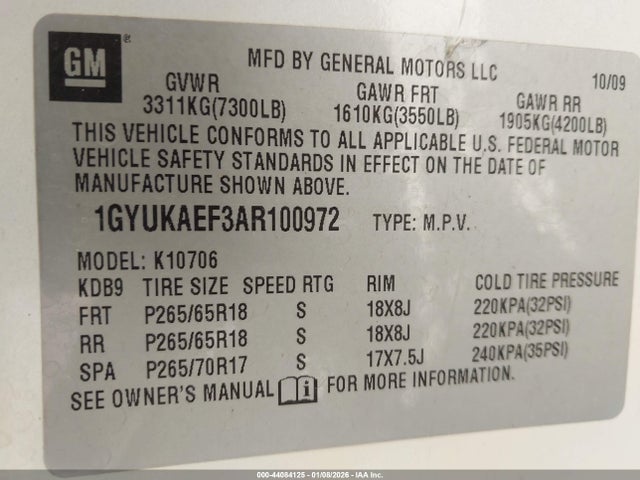 GM ®
MFD BY GENERAL MOTORS LLC
10/09
GVWR GAWR FRT GAWR RR
3311KG(7300LB) 1610KG(3550LB) 1905KG(4200LB)
THIS VEHICLE CONFORMS TO ALL APPLICABLE U.S. FEDERAL MOTOR
VEHICLE SAFETY STANDARDS IN EFFECT ON THE DATE OF
MANUFACTURE SHOWN ABOVE.
1GYUKAEF3AR100972 TYPE: M.P.V.
MODEL: K10706
KDB9 TIRE SIZE SPEED RTG RIM COLD TIRE PRESSURE
FRT P265/65R18 S 18X8J 220KPA(32PSI)
RR P265/65R18 S 18X8J 220KPA(32PSI)
SPA P265/70R17 S 17X7.5J 240KPA(35PSI)
SEE OWNER'S MANUAL i FOR MORE INFORMATION.
000-44084125 - 01/08/2026 - IAA Inc.